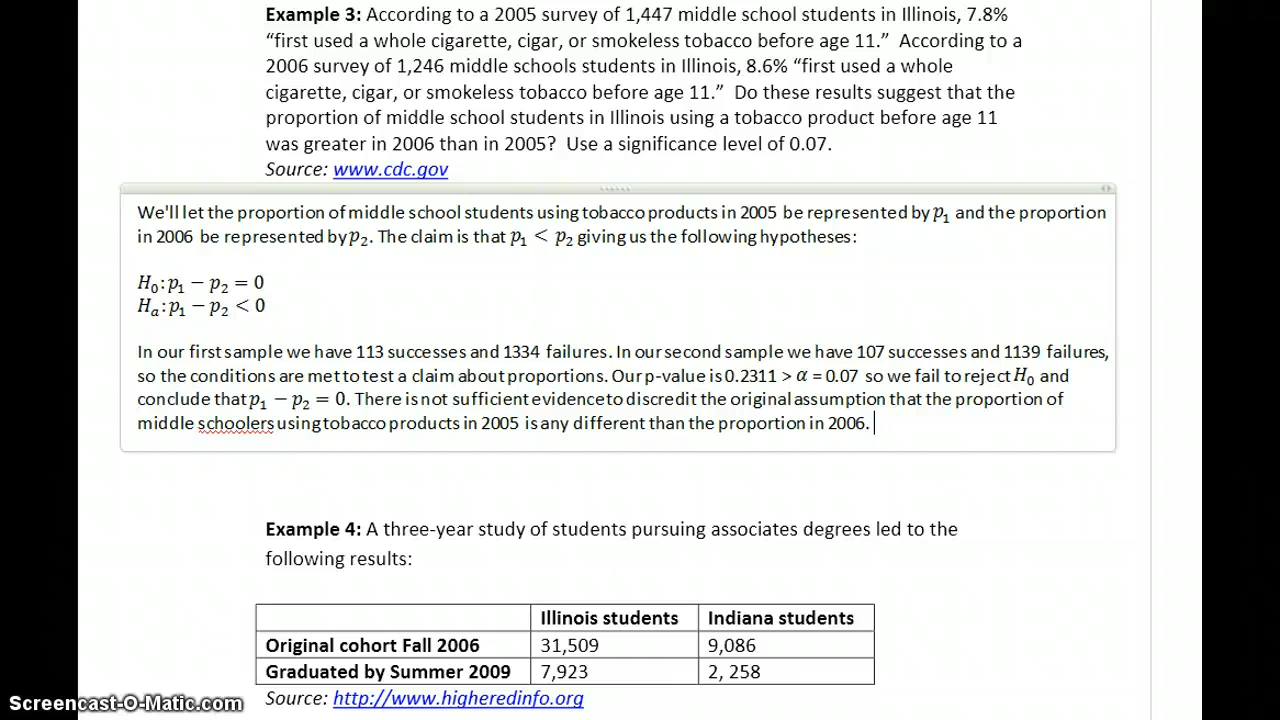 Example 3: According to a 2005 survey of 1,447 middle school students in Illinois, 7.8%
“first used a whole cigarette, cigar, or smokeless tobacco before age 11.” According to a
2006 survey of 1,246 middle schools students in Illinois, 8.6% “first used a whole
cigarette, cigar, or smokeless tobacco before age 11.” Do these results suggest that the
proportion of middle school students in Illinois using a tobacco product before age 11
was greater in 2006 than in 2005? Use a significance level of 0.07.
Source: www.cdc.gov
We'll let the proportion of middle school students using tobacco products in 2005 be represented by p₁ and the proportion
in 2006 be represented by p₂. The claim is that p₁ < p₂ giving us the following hypotheses:
H₀: p₁ − p₂ = 0
Hₐ: p₁ − p₂ < 0
In our first sample we have 113 successes and 1334 failures. In our second sample we have 107 successes and 1139 failures,
so the conditions are met to test a claim about proportions. Our p-value is 0.2311 > α = 0.07 so we fail to reject H₀ and
conclude that p₁ − p₂ = 0. There is not sufficient evidence to discredit the original assumption that the proportion of
middle schoolers using tobacco products in 2005 is any different than the proportion in 2006.
Example 4: A three-year study of students pursuing associates degrees led to the
following results:
Illinois students Indiana students
Original cohort Fall 2006 31,509 9,086
Graduated by Summer 2009 7,923 2, 258
Source: http://www.higheredinfo.org
Screencast-O-Matic.com